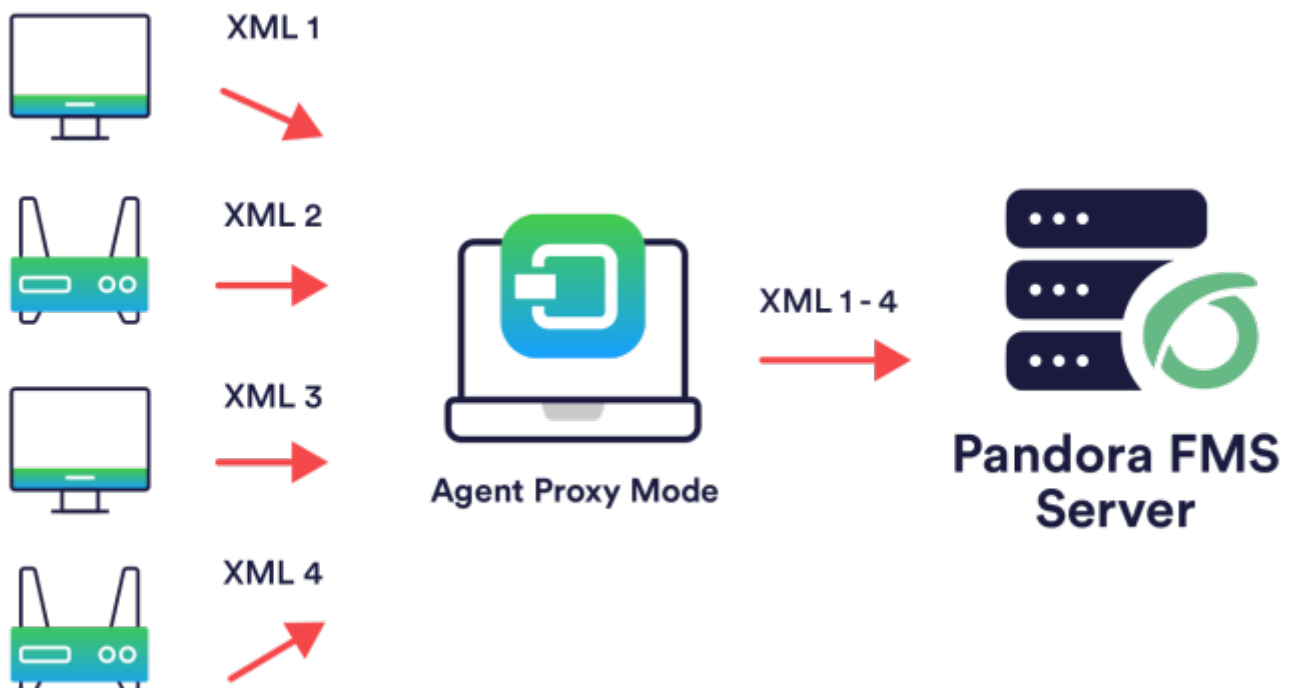 XML 1
XML 2
XML 3
XML 4
Agent Proxy Mode
XML 1 - 4
Pandora FMS
Server